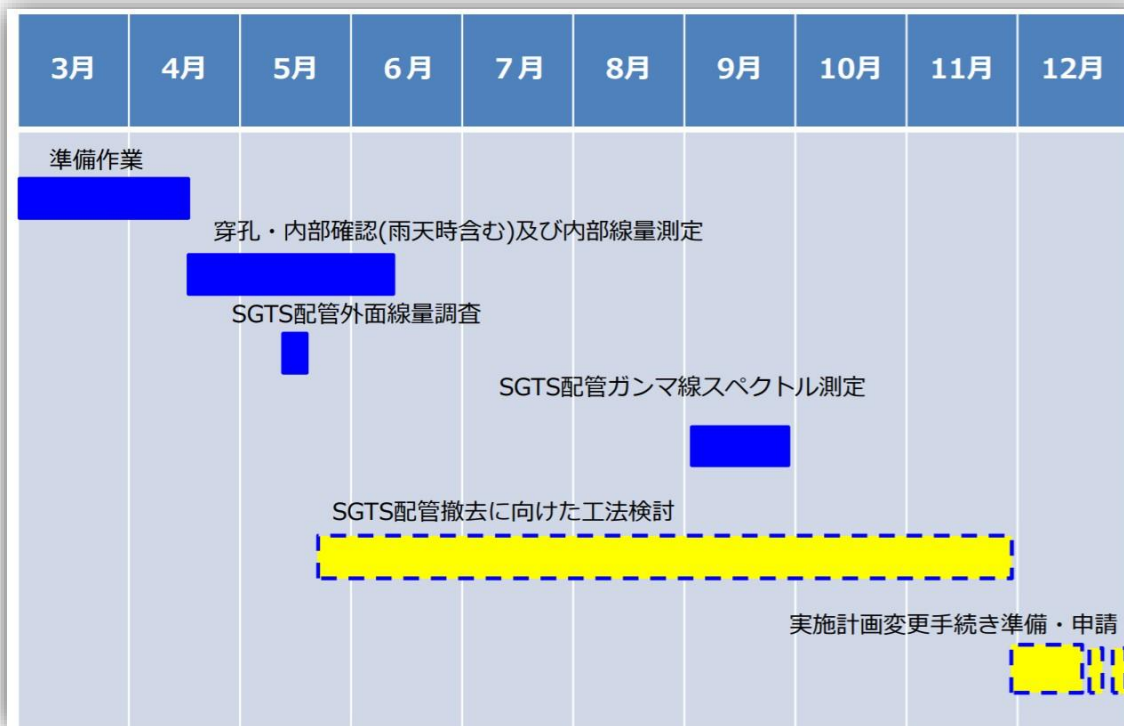 3月 4月 5月 6月 7月 8月 9月 10月 11月 12月
準備作業
穿孔・内部確認(雨天時含む)及び内部線量測定
SGTS配管外面線量調査
SGTS配管ガンマ線スペクトル測定
SGTS配管撤去に向けた工法検討
実施計画変更手続き準備・申請